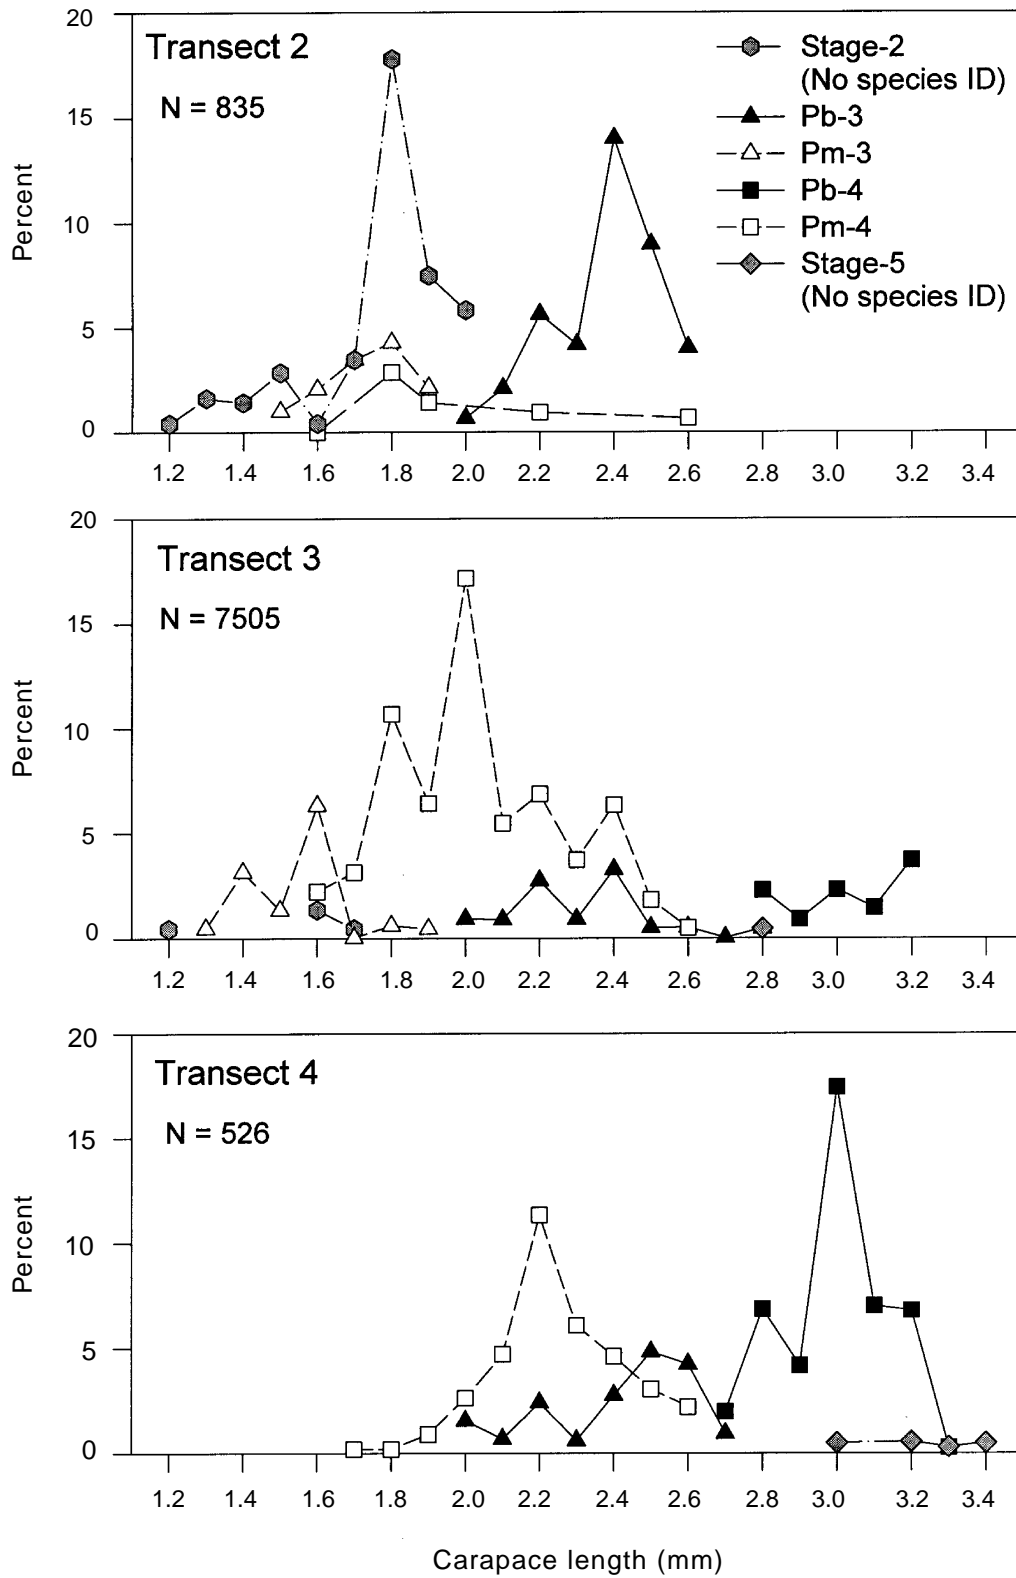 20
Transect 2
N = 835
15
10
5
0
Percent
Stage-2
(No species ID)
Pb-3
Pm-3
Pb-4
Pm-4
Stage-5
(No species ID)
1.2 1.4 1.6 1.8 2.0 2.2 2.4 2.6 2.8 3.0 3.2 3.4
20
Transect 3
N = 7505
15
10
5
0
Percent
1.2 1.4 1.6 1.8 2.0 2.2 2.4 2.6 2.8 3.0 3.2 3.4
20
Transect 4
N = 526
15
10
5
0
Percent
1.2 1.4 1.6 1.8 2.0 2.2 2.4 2.6 2.8 3.0 3.2 3.4
Carapace length (mm)